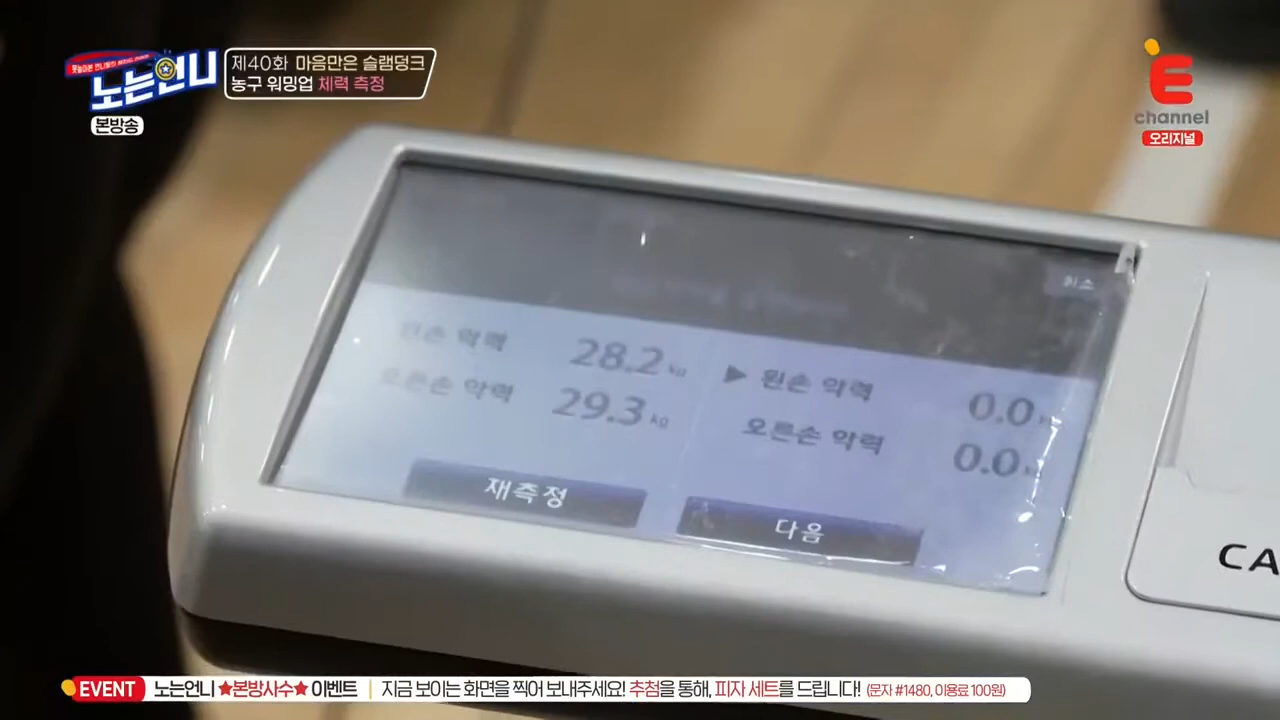 노는언니
본방송
제40화 마음만은 슬램덩크
농구 워밍업 체력 측정
E
channel
오리지널
취소
왼손 악력 28.2 kg
오른손 악력 29.3 kg
▶ 왼손 악력 0.0
오른손 악력 0.0
재측정
다음
CA
EVENT 노는언니 ★본방사수★ 이벤트 | 지금 보이는 화면을 찍어 보내주세요! 추첨을 통해, 피자 세트를 드립니다! (문자 #1480, 이용료 100원)